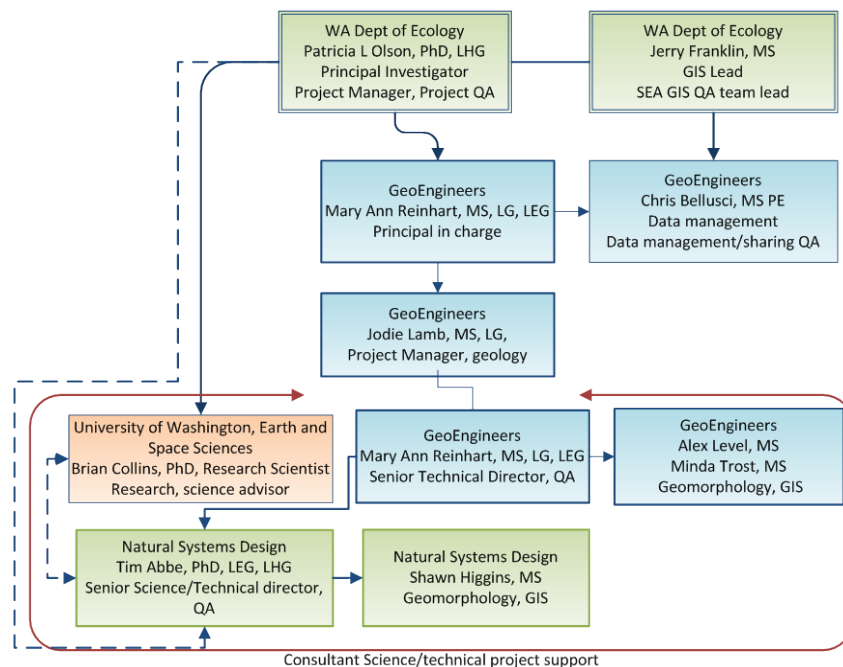 WA Dept of Ecology
Patricia L Olson, PhD, LHG
Principal Investigator
Project Manager, Project QA
WA Dept of Ecology
Jerry Franklin, MS
GIS Lead
SEA GIS QA team lead
GeoEngineers
Mary Ann Reinhart, MS, LG, LEG
Principal in charge
GeoEngineers
Chris Bellusci, MS PE
Data management
Data management/sharing QA
GeoEngineers
Jodie Lamb, MS, LG,
Project Manager, geology
University of Washington, Earth and
Space Sciences
Brian Collins, PhD, Research Scientist
Research, science advisor
GeoEngineers
Mary Ann Reinhart, MS, LG, LEG
Senior Technical Director, QA
GeoEngineers
Alex Level, MS
Minda Trost, MS
Geomorphology, GIS
Natural Systems Design
Tim Abbe, PhD, LEG, LHG
Senior Science/Technical director,
QA
Natural Systems Design
Shawn Higgins, MS
Geomorphology, GIS
Consultant Science/technical project support